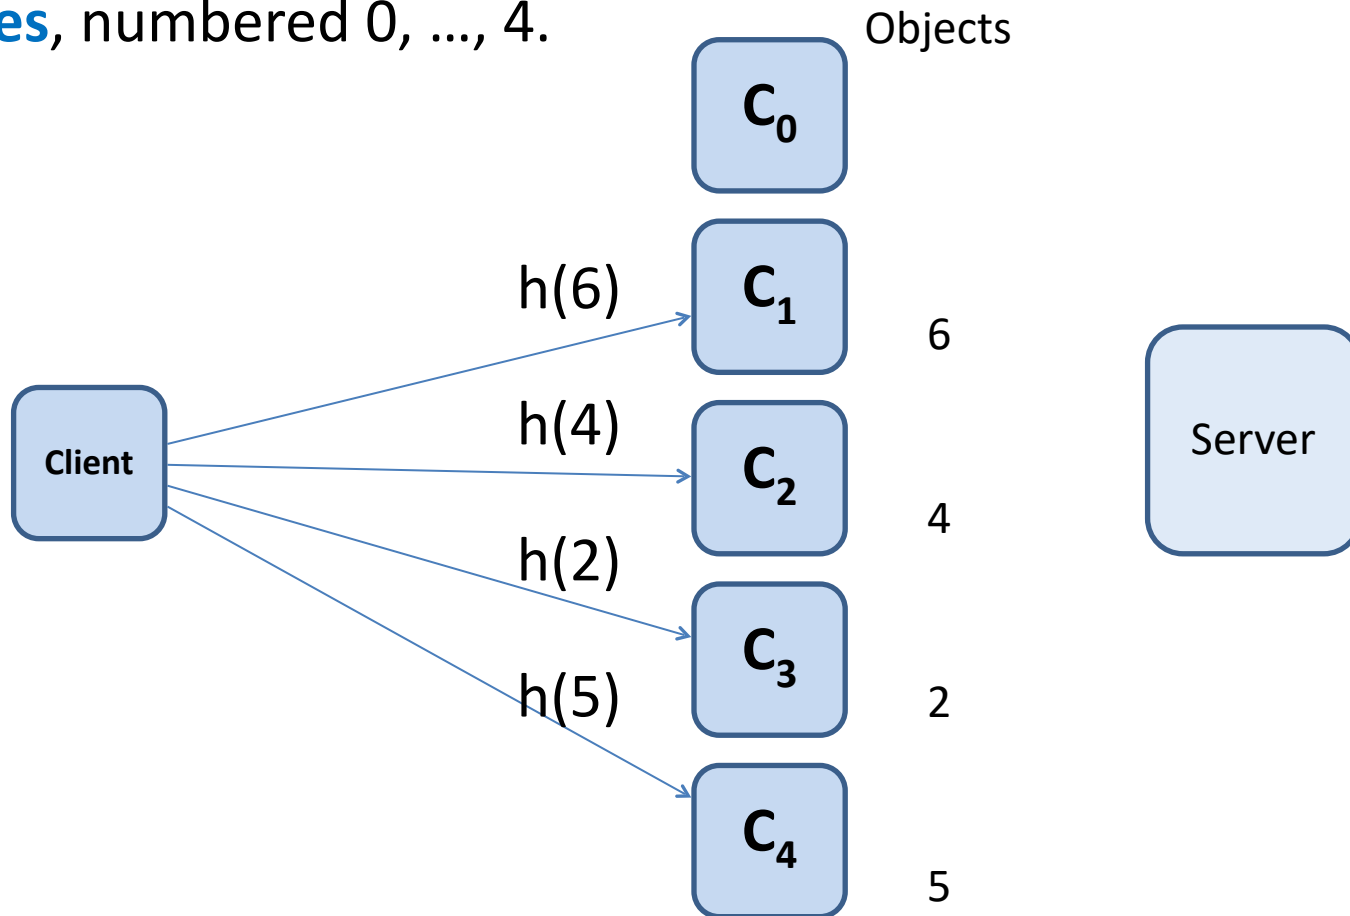 es, numbered 0, ..., 4.
Objects
C0
C1
h(6)
6
h(4)
Client
C2
Server
4
h(2)
C3
h(5)
2
C4
5